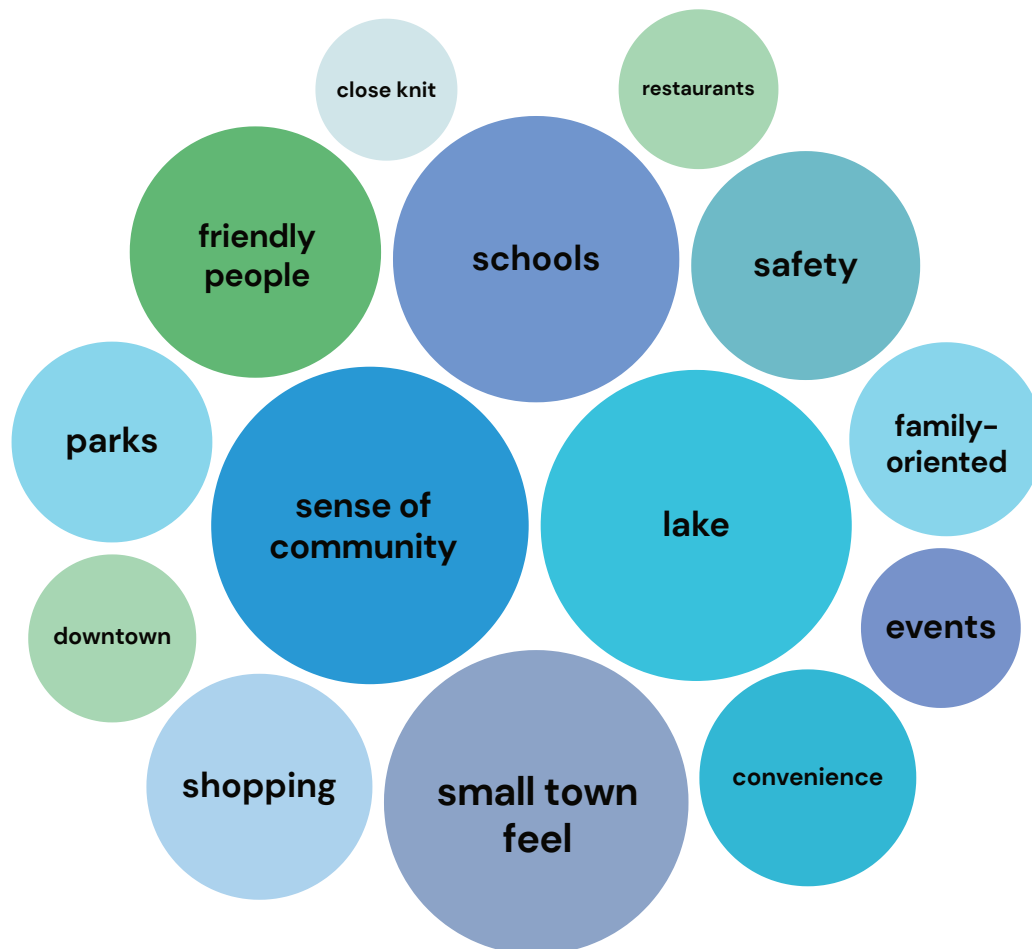 close knit
restaurants
friendly
people
schools
safety
parks
family-
oriented
sense of
community
lake
downtown
events
shopping
small town
feel
convenience